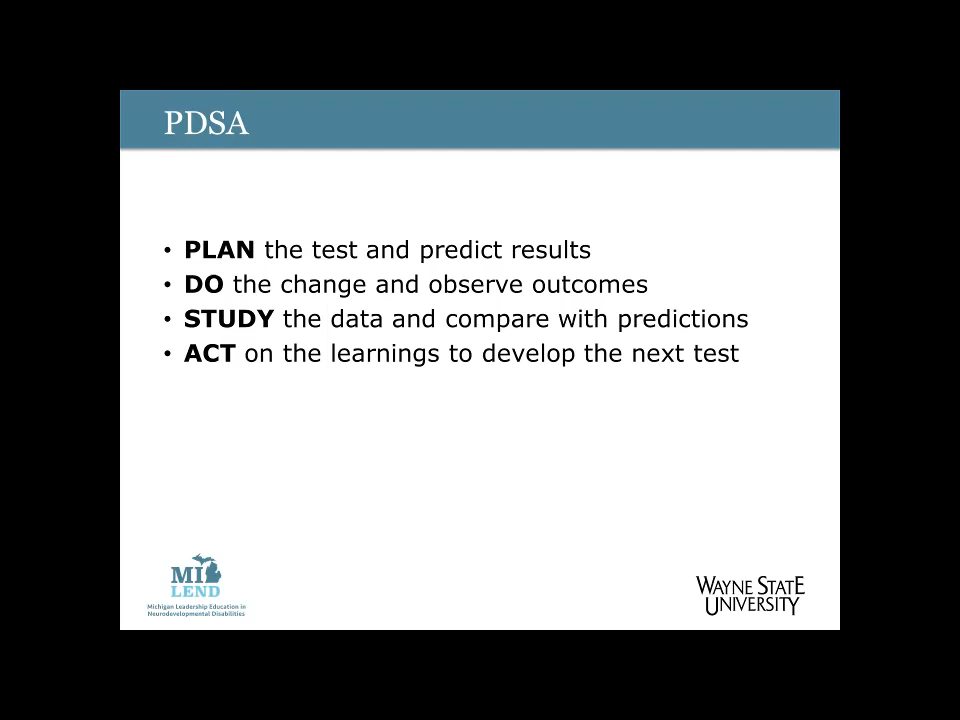 PDSA
• PLAN the test and predict results
• DO the change and observe outcomes
• STUDY the data and compare with predictions
• ACT on the learnings to develop the next test
MI
LEND
Michigan Leadership Education in
Neurodevelopmental Disabilities
WAYNE STATE
UNIVERSITY